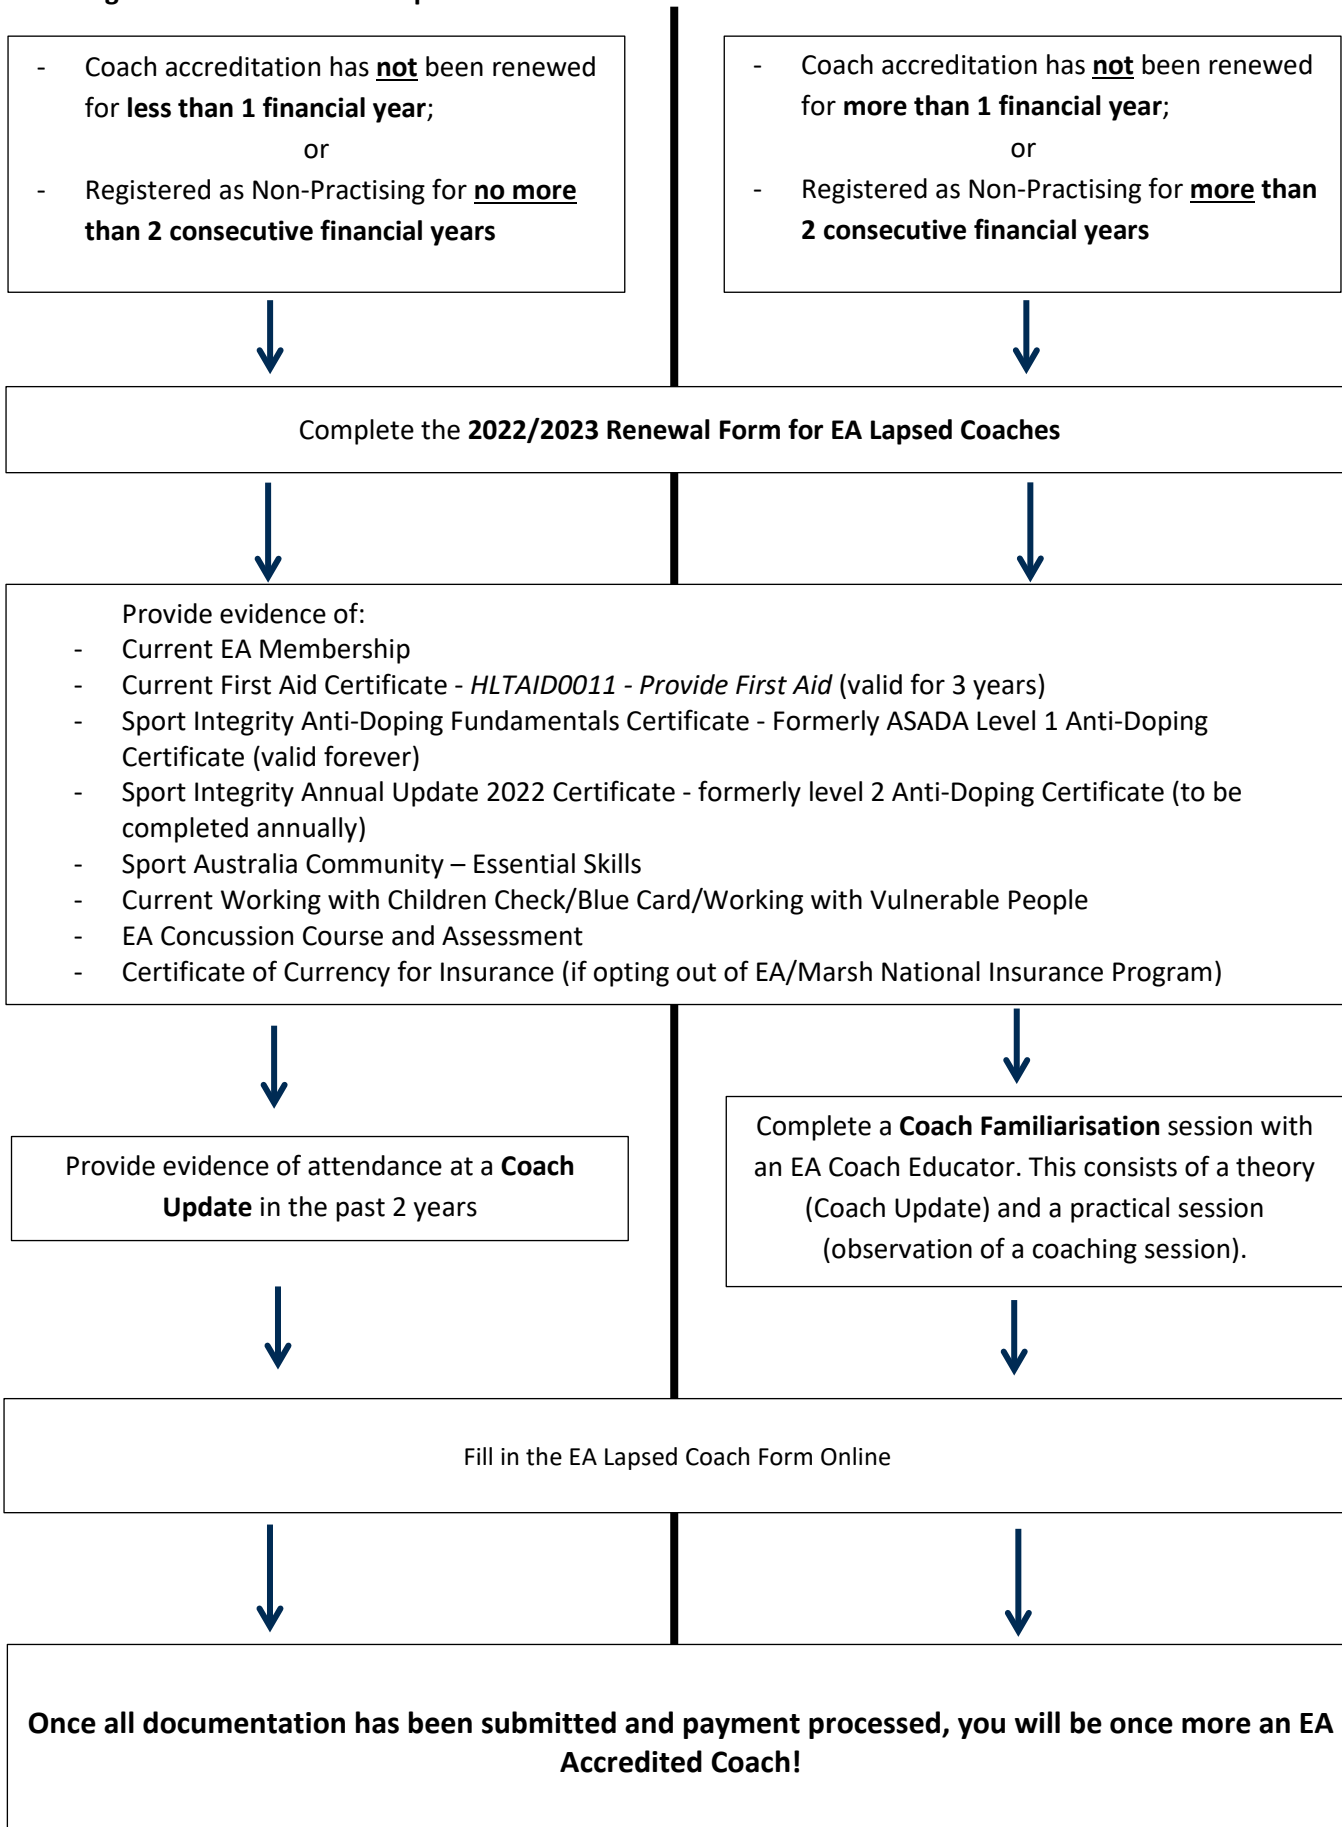 - Coach accreditation has not been renewed
for less than 1 financial year;
or
- Registered as Non-Practising for no more
than 2 consecutive financial years
- Coach accreditation has not been renewed
for more than 1 financial year;
or
- Registered as Non-Practising for more than
2 consecutive financial years
Complete the 2022/2023 Renewal Form for EA Lapsed Coaches
Provide evidence of:
- Current EA Membership
- Current First Aid Certificate - HLTAID0011 - Provide First Aid (valid for 3 years)
- Sport Integrity Anti-Doping Fundamentals Certificate - Formerly ASADA Level 1 Anti-Doping
Certificate (valid forever)
- Sport Integrity Annual Update 2022 Certificate - formerly level 2 Anti-Doping Certificate (to be
completed annually)
- Sport Australia Community – Essential Skills
- Current Working with Children Check/Blue Card/Working with Vulnerable People
- EA Concussion Course and Assessment
- Certificate of Currency for Insurance (if opting out of EA/Marsh National Insurance Program)
Provide evidence of attendance at a Coach
Update in the past 2 years
Complete a Coach Familiarisation session with
an EA Coach Educator. This consists of a theory
(Coach Update) and a practical session
(observation of a coaching session).
Fill in the EA Lapsed Coach Form Online
Once all documentation has been submitted and payment processed, you will be once more an EA
Accredited Coach!